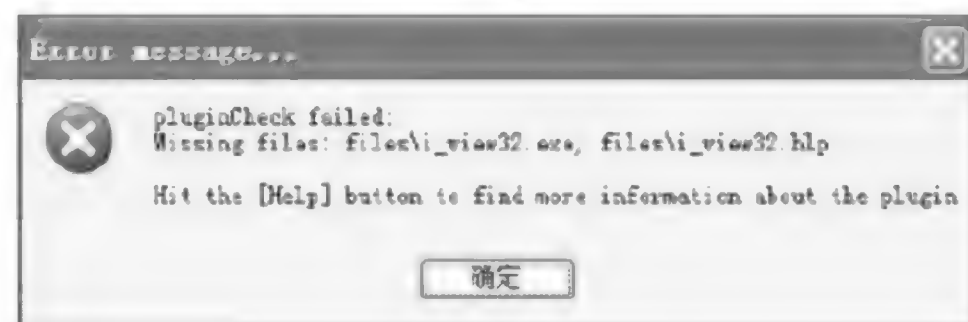 Error message...
pluginCheck failed:
Missing files: files\i_view32.exe, files\i_view32.hlp
Hit the [Help] button to find more information about the plugin
确定